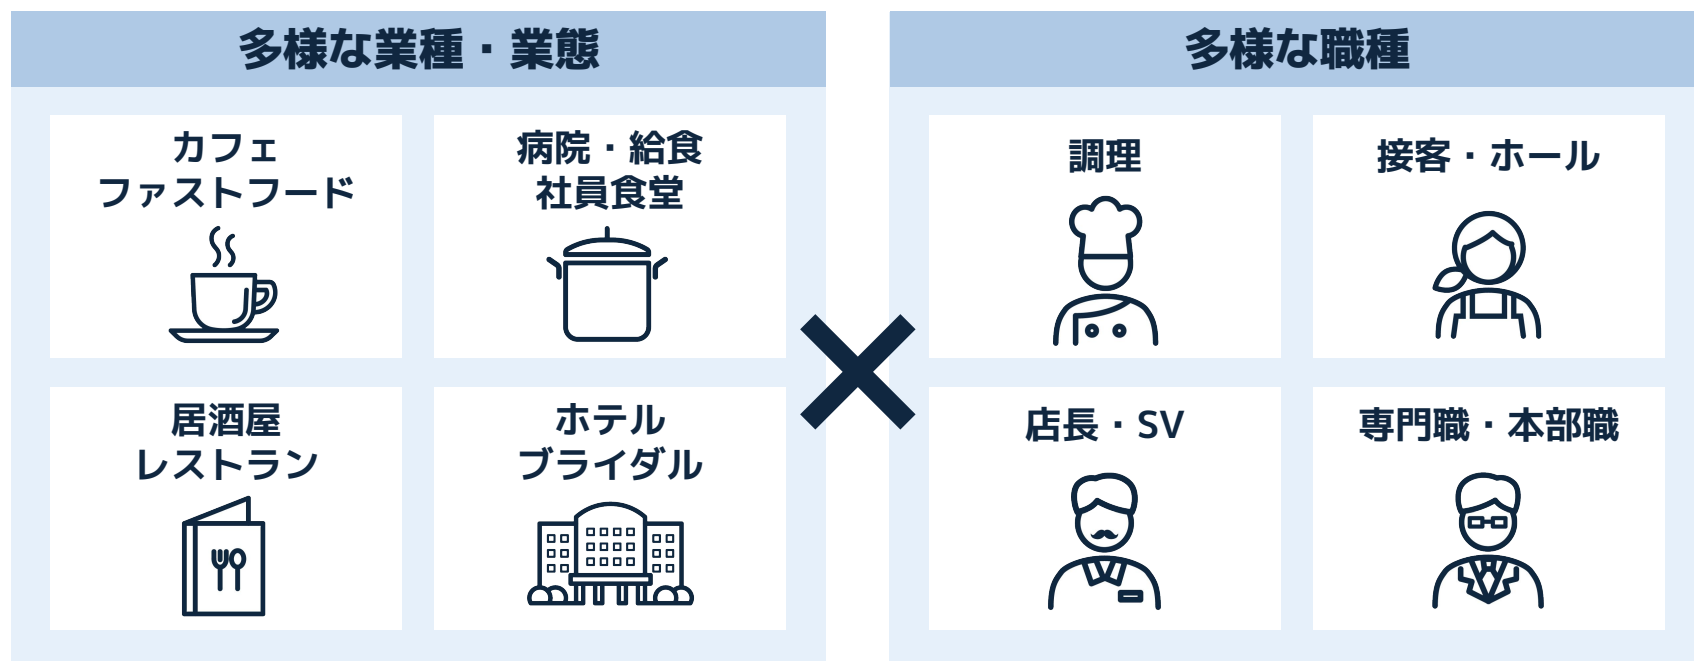 多様な業種・業態
カフェ
ファストフード
病院・給食
社員食堂
居酒屋
レストラン
ホテル
ブライダル
多様な職種
調理
接客・ホール
店長・SV
専門職・本部職